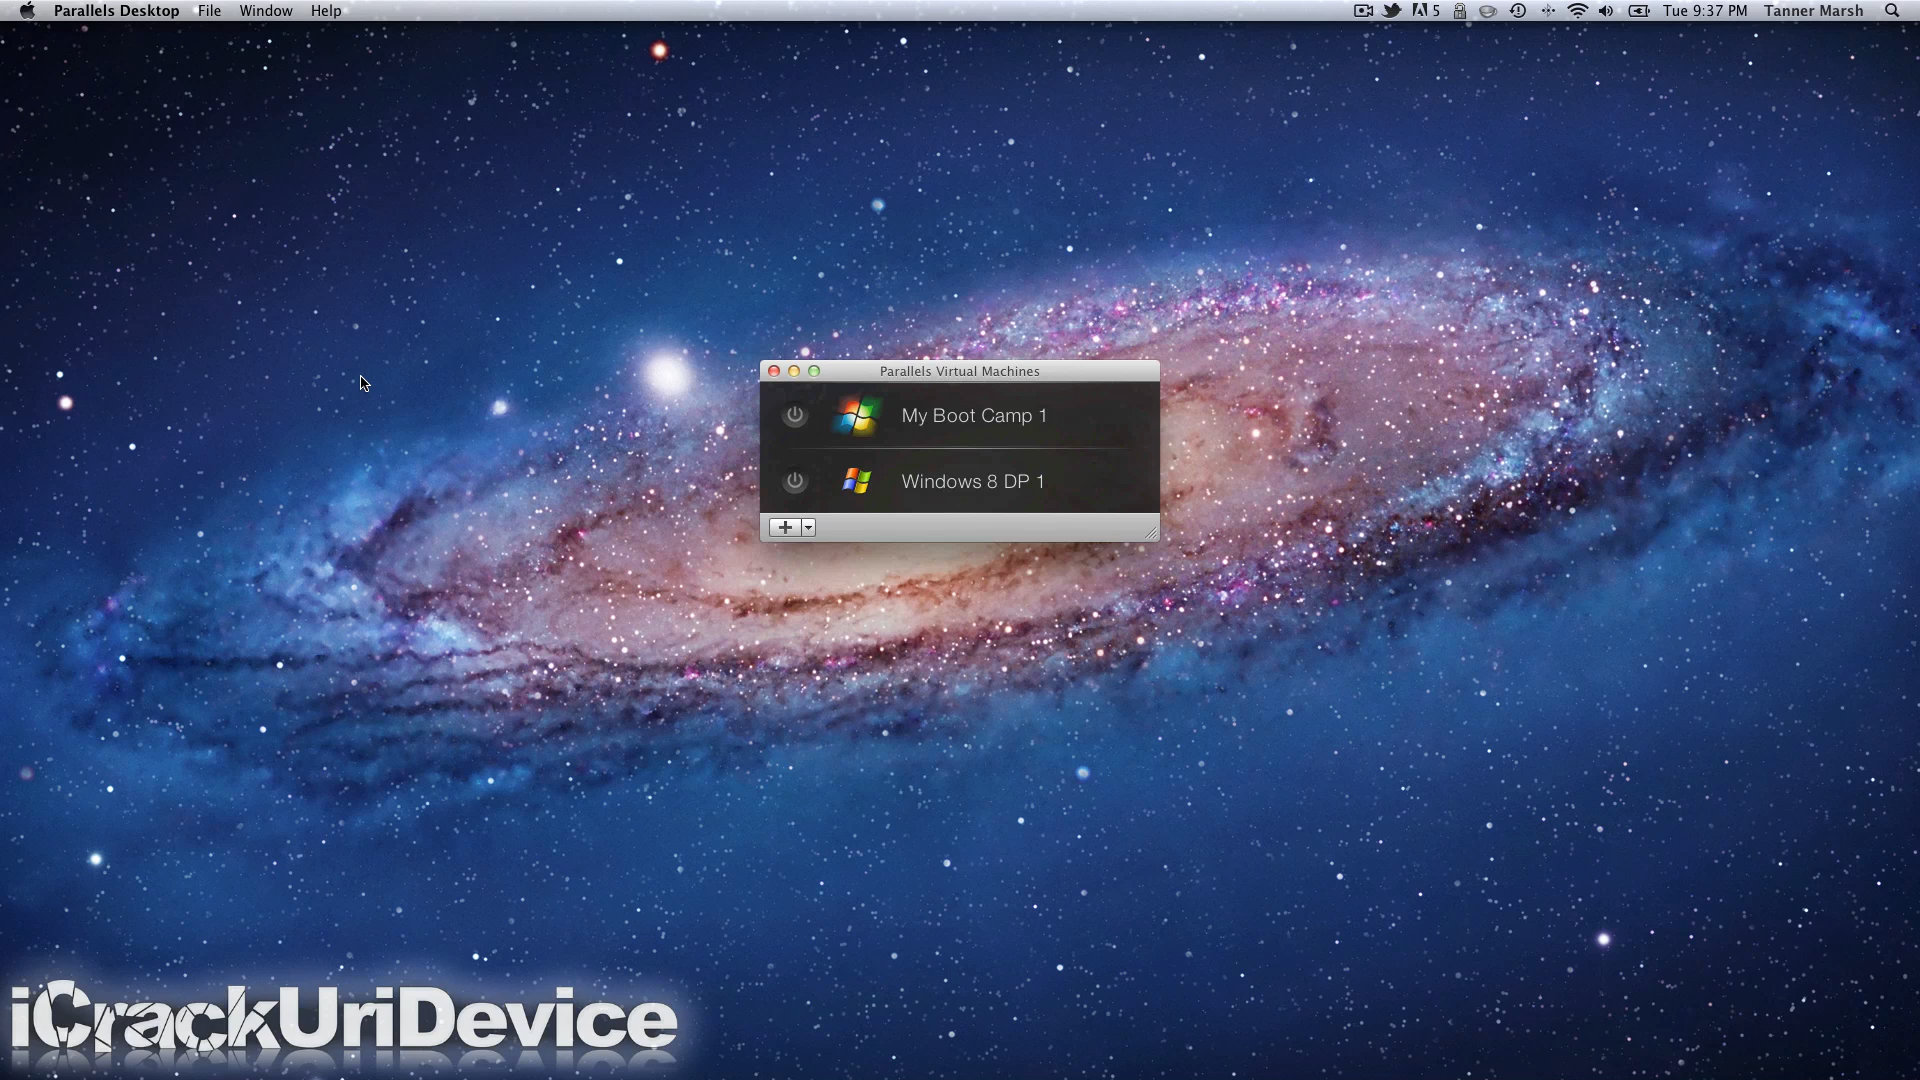 Parallels Desktop File Window Help 5 Tue 9:37 PM Tanner Marsh
Parallels Virtual Machines
My Boot Camp 1
Windows 8 DP 1
iCrackUriDevice